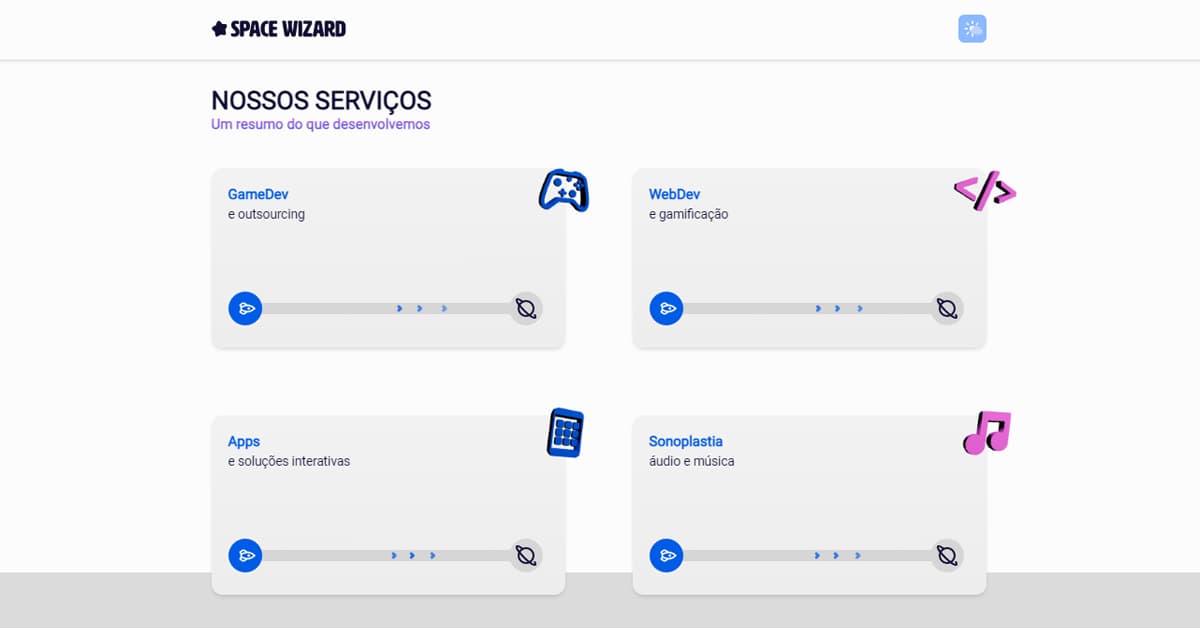 SPACE WIZARD
NOSSOS SERVIÇOS
Um resumo do que desenvolvemos
GameDev
e outsourcing
WebDev
e gamificação
Apps
e soluções interativas
Sonoplastia
áudio e música